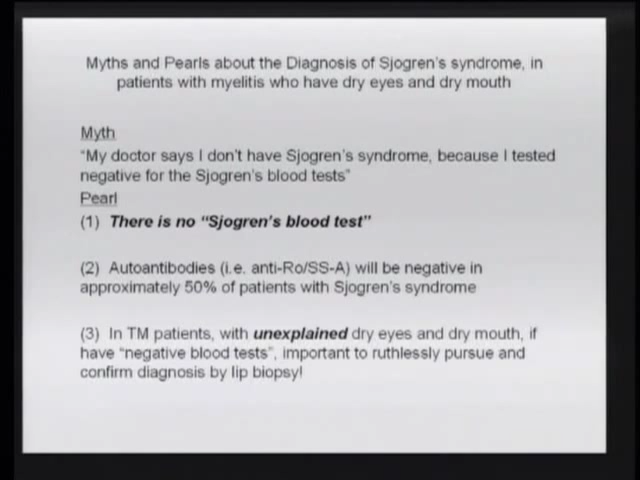 Myths and Pearls about the Diagnosis of Sjogren's syndrome, in
patients with myelitis who have dry eyes and dry mouth
Myth
"My doctor says I don't have Sjogren's syndrome, because I tested
negative for the Sjogren's blood tests"
Pearl
(1) There is no "Sjogren's blood test"
(2) Autoantibodies (i.e. anti-Ro/SS-A) will be negative in
approximately 50% of patients with Sjogren's syndrome
(3) In TM patients, with unexplained dry eyes and dry mouth, if
have "negative blood tests", important to ruthlessly pursue and
confirm diagnosis by lip biopsy!